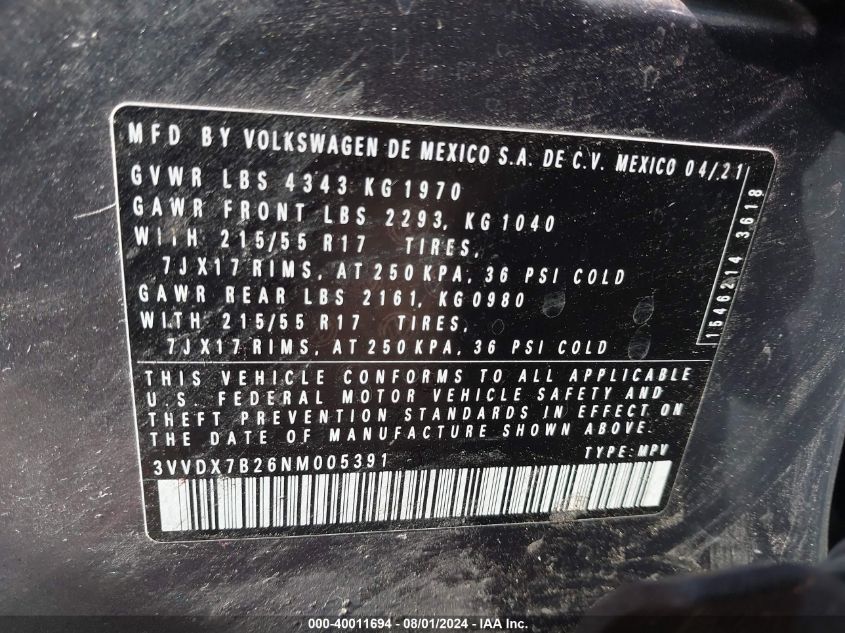 MFD BY VOLKSWAGEN DE MEXICO S.A. DE C.V. MEXICO 04/21
GVWR LBS 4343 KG 1970
GAWR FRONT LBS 2293, KG 1040
WITH 215/55 R17 TIRES,
7JX17 RIMS, AT 250 KPA, 36 PSI COLD
GAWR REAR LBS 2161, KG 0980
WITH 215/55 R17 TIRES,
7JX17 RIMS, AT 250 KPA, 36 PSI COLD
1546214 3618
THIS VEHICLE CONFORMS TO ALL APPLICABLE
U.S. FEDERAL MOTOR VEHICLE SAFETY AND
THEFT PREVENTION STANDARDS IN EFFECT ON
THE DATE OF MANUFACTURE SHOWN ABOVE.
3VVDX7B26NM005391 TYPE: MPV
000-40011694 - 08/01/2024 - IAA Inc.